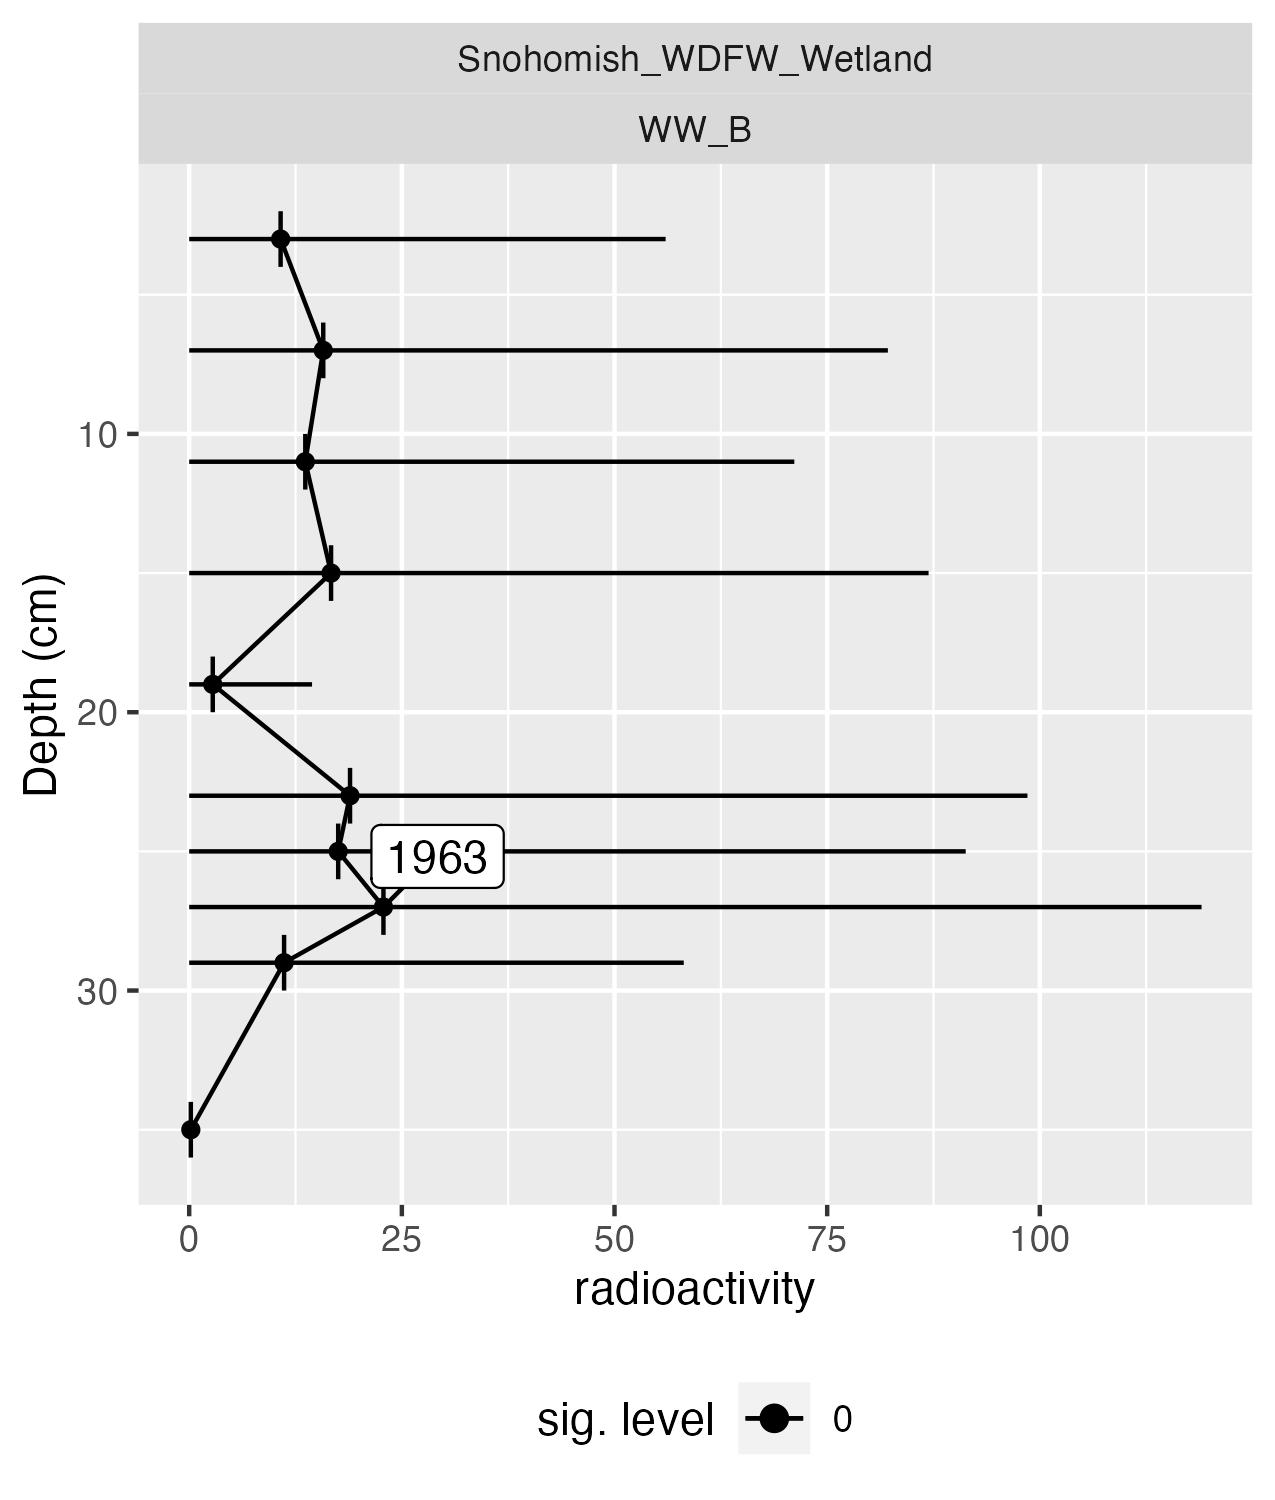 Snohomish_WDFW_Wetland
WW_B
Depth (cm)
10
20
30
1963
0 25 50 75 100
radioactivity
sig. level 0